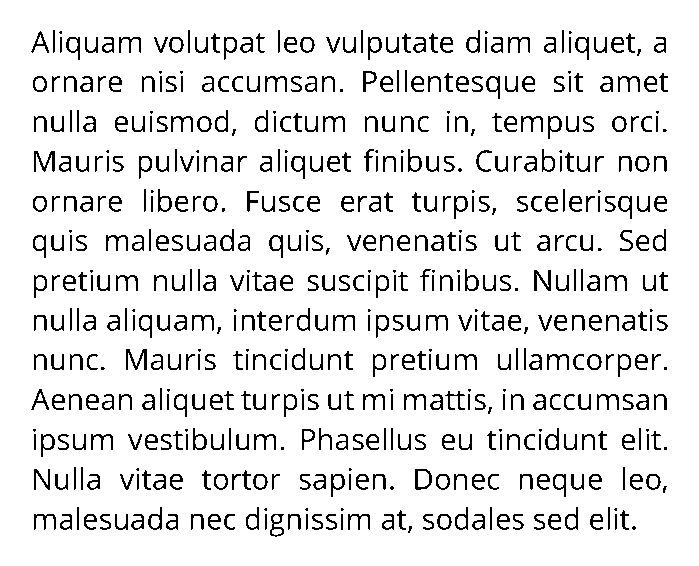 Aliquam volutpat leo vulputate diam aliquet, a
ornare nisi accumsan. Pellentesque sit amet
nulla euismod, dictum nunc in, tempus orci.
Mauris pulvinar aliquet finibus. Curabitur non
ornare libero. Fusce erat turpis, scelerisque
quis malesuada quis, venenatis ut arcu. Sed
pretium nulla vitae suscipit finibus. Nullam ut
nulla aliquam, interdum ipsum vitae, venenatis
nunc. Mauris tincidunt pretium ullamcorper.
Aenean aliquet turpis ut mi mattis, in accumsan
ipsum vestibulum. Phasellus eu tincidunt elit.
Nulla vitae tortor sapien. Donec neque leo,
malesuada nec dignissim at, sodales sed elit.